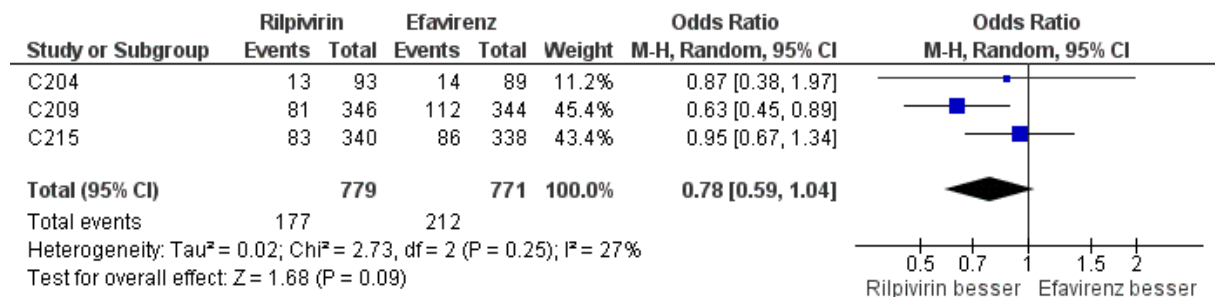 Rilpivirin Efavirenz Odds Ratio Odds Ratio
Study or Subgroup Events Total Events Total Weight M-H, Random, 95% CI M-H, Random, 95% CI
C204 13 93 14 89 11.2% 0.87 [0.38, 1.97]
C209 81 346 112 344 45.4% 0.63 [0.45, 0.89]
C215 83 340 86 338 43.4% 0.95 [0.67, 1.34]
Total (95% CI) 779 771 100.0% 0.78 [0.59, 1.04]
Total events 177 212
Heterogeneity: Tau² = 0.02; Chi² = 2.73, df = 2 (P = 0.25); I² = 27%
Test for overall effect: Z = 1.68 (P = 0.09)
0.5 0.7 1 1.5 2
Rilpivirin besser Efavirenz besser